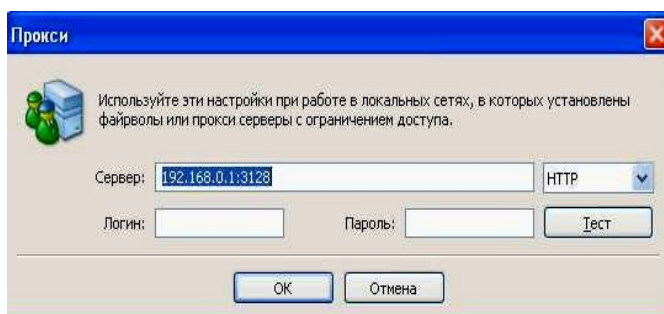 Прокси
Используйте эти настройки при работе в локальных сетях, в которых установлены
файрволы или прокси серверы с ограничением доступа.
Сервер: 192.168.0.1:3128 HTTP
Логин: Пароль: Тест
ОК Отмена